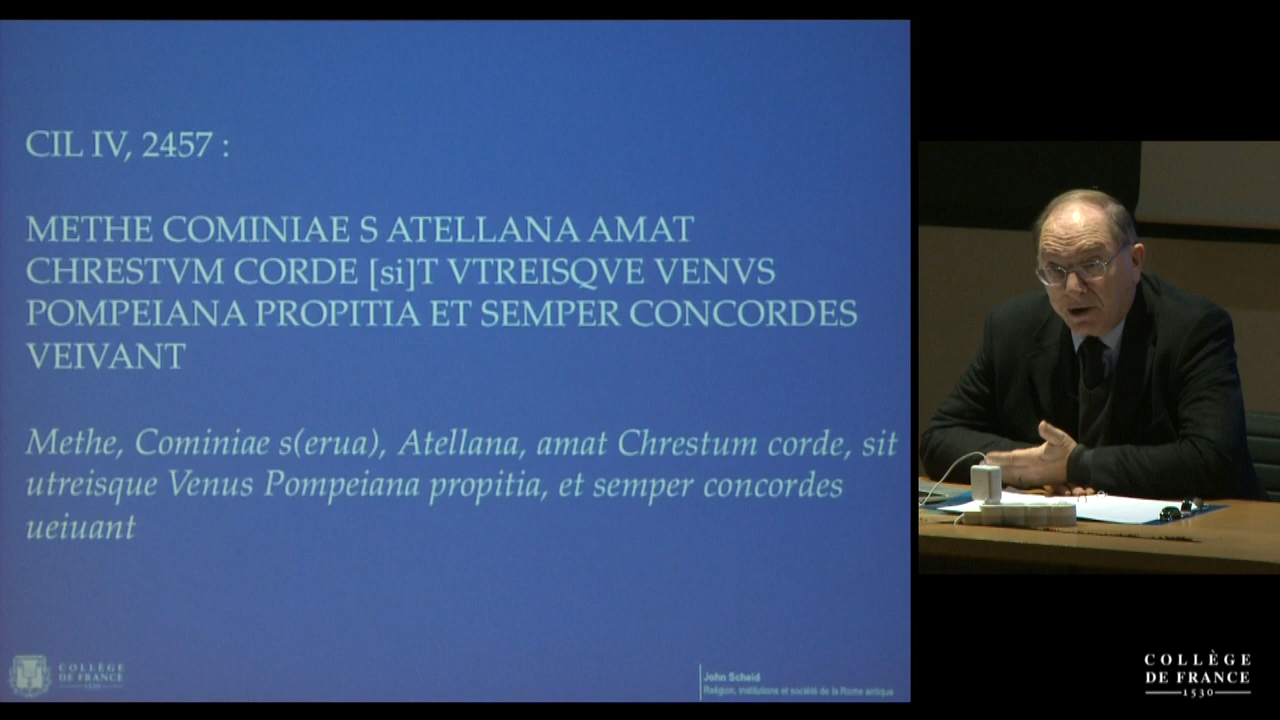 CIL IV, 2457 :
METHE COMINIAE S ATELLANA AMAT
CHRESTVM CORDE [si]T VTREISQVE VENVS
POMPEIANA PROPITIA ET SEMPER CONCORDES
VEIVANT
Methe, Cominiae s(erua), Atellana, amat Chrestum corde, sit
utreisque Venus Pompeiana propitia, et semper concordes
ueiuant
COLLÈGE
DE FRANCE
1530
John Scheid
Religion, institutions et société de la Rome antique
COLLÈGE
DE FRANCE
1530